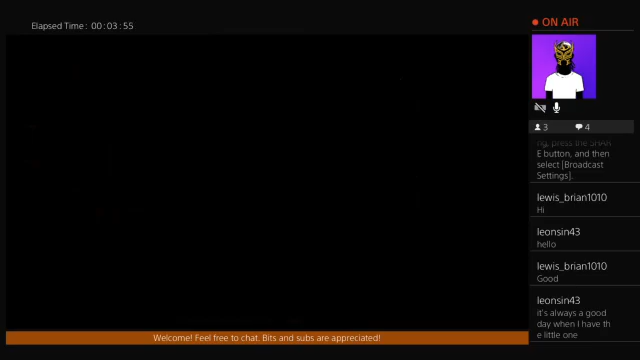 Elapsed Time : 00 : 03 : 55
ON AIR
3 4
ng, press the SHAR
E button, and then
select [Broadcast
Settings].
lewis_brian1010
Hi
leonsin43
hello
lewis_brian1010
Good
leonsin43
it's always a good
day when I have th
e little one
Welcome! Feel free to chat. Bits and subs are appreciated!